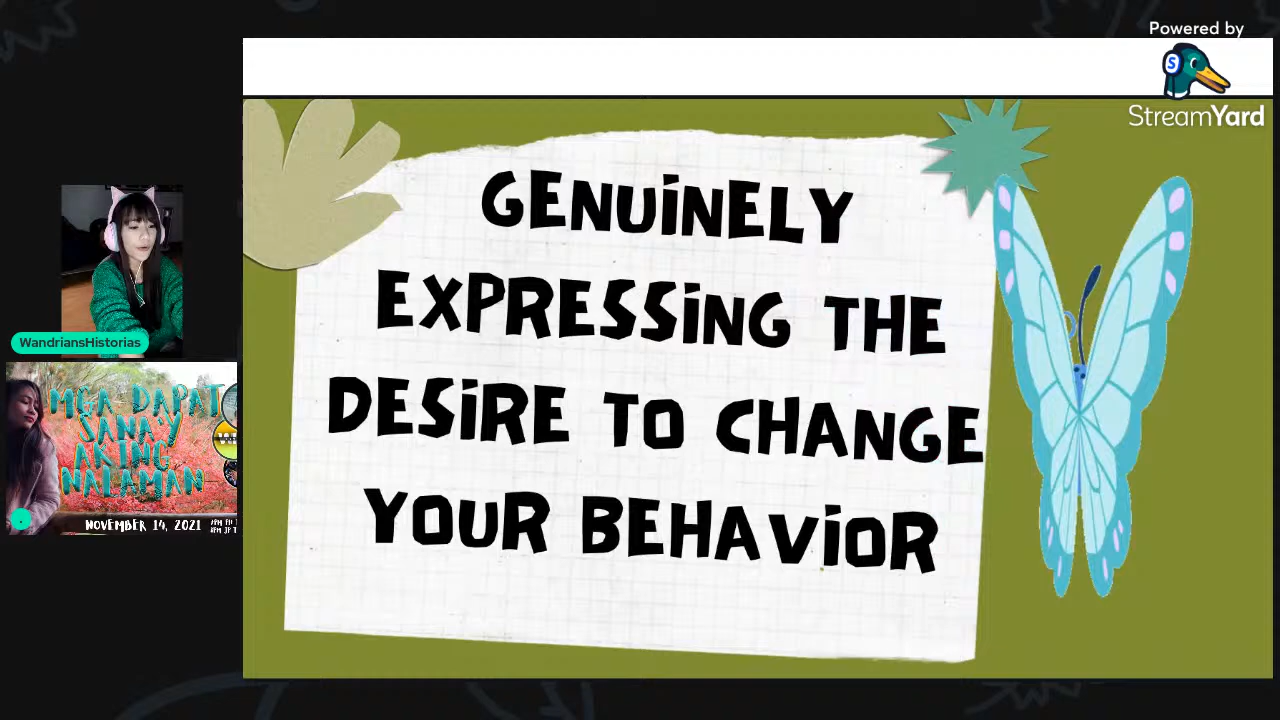 Powered by
S
StreamYard
GENUINELY
EXPRESSING THE
DESIRE TO CHANGE
YOUR BEHAVIOR
WandriansHistorias
MGA DAPAT
SANA'Y
AKING
NALAMAN
NOVEMBER 14, 2021